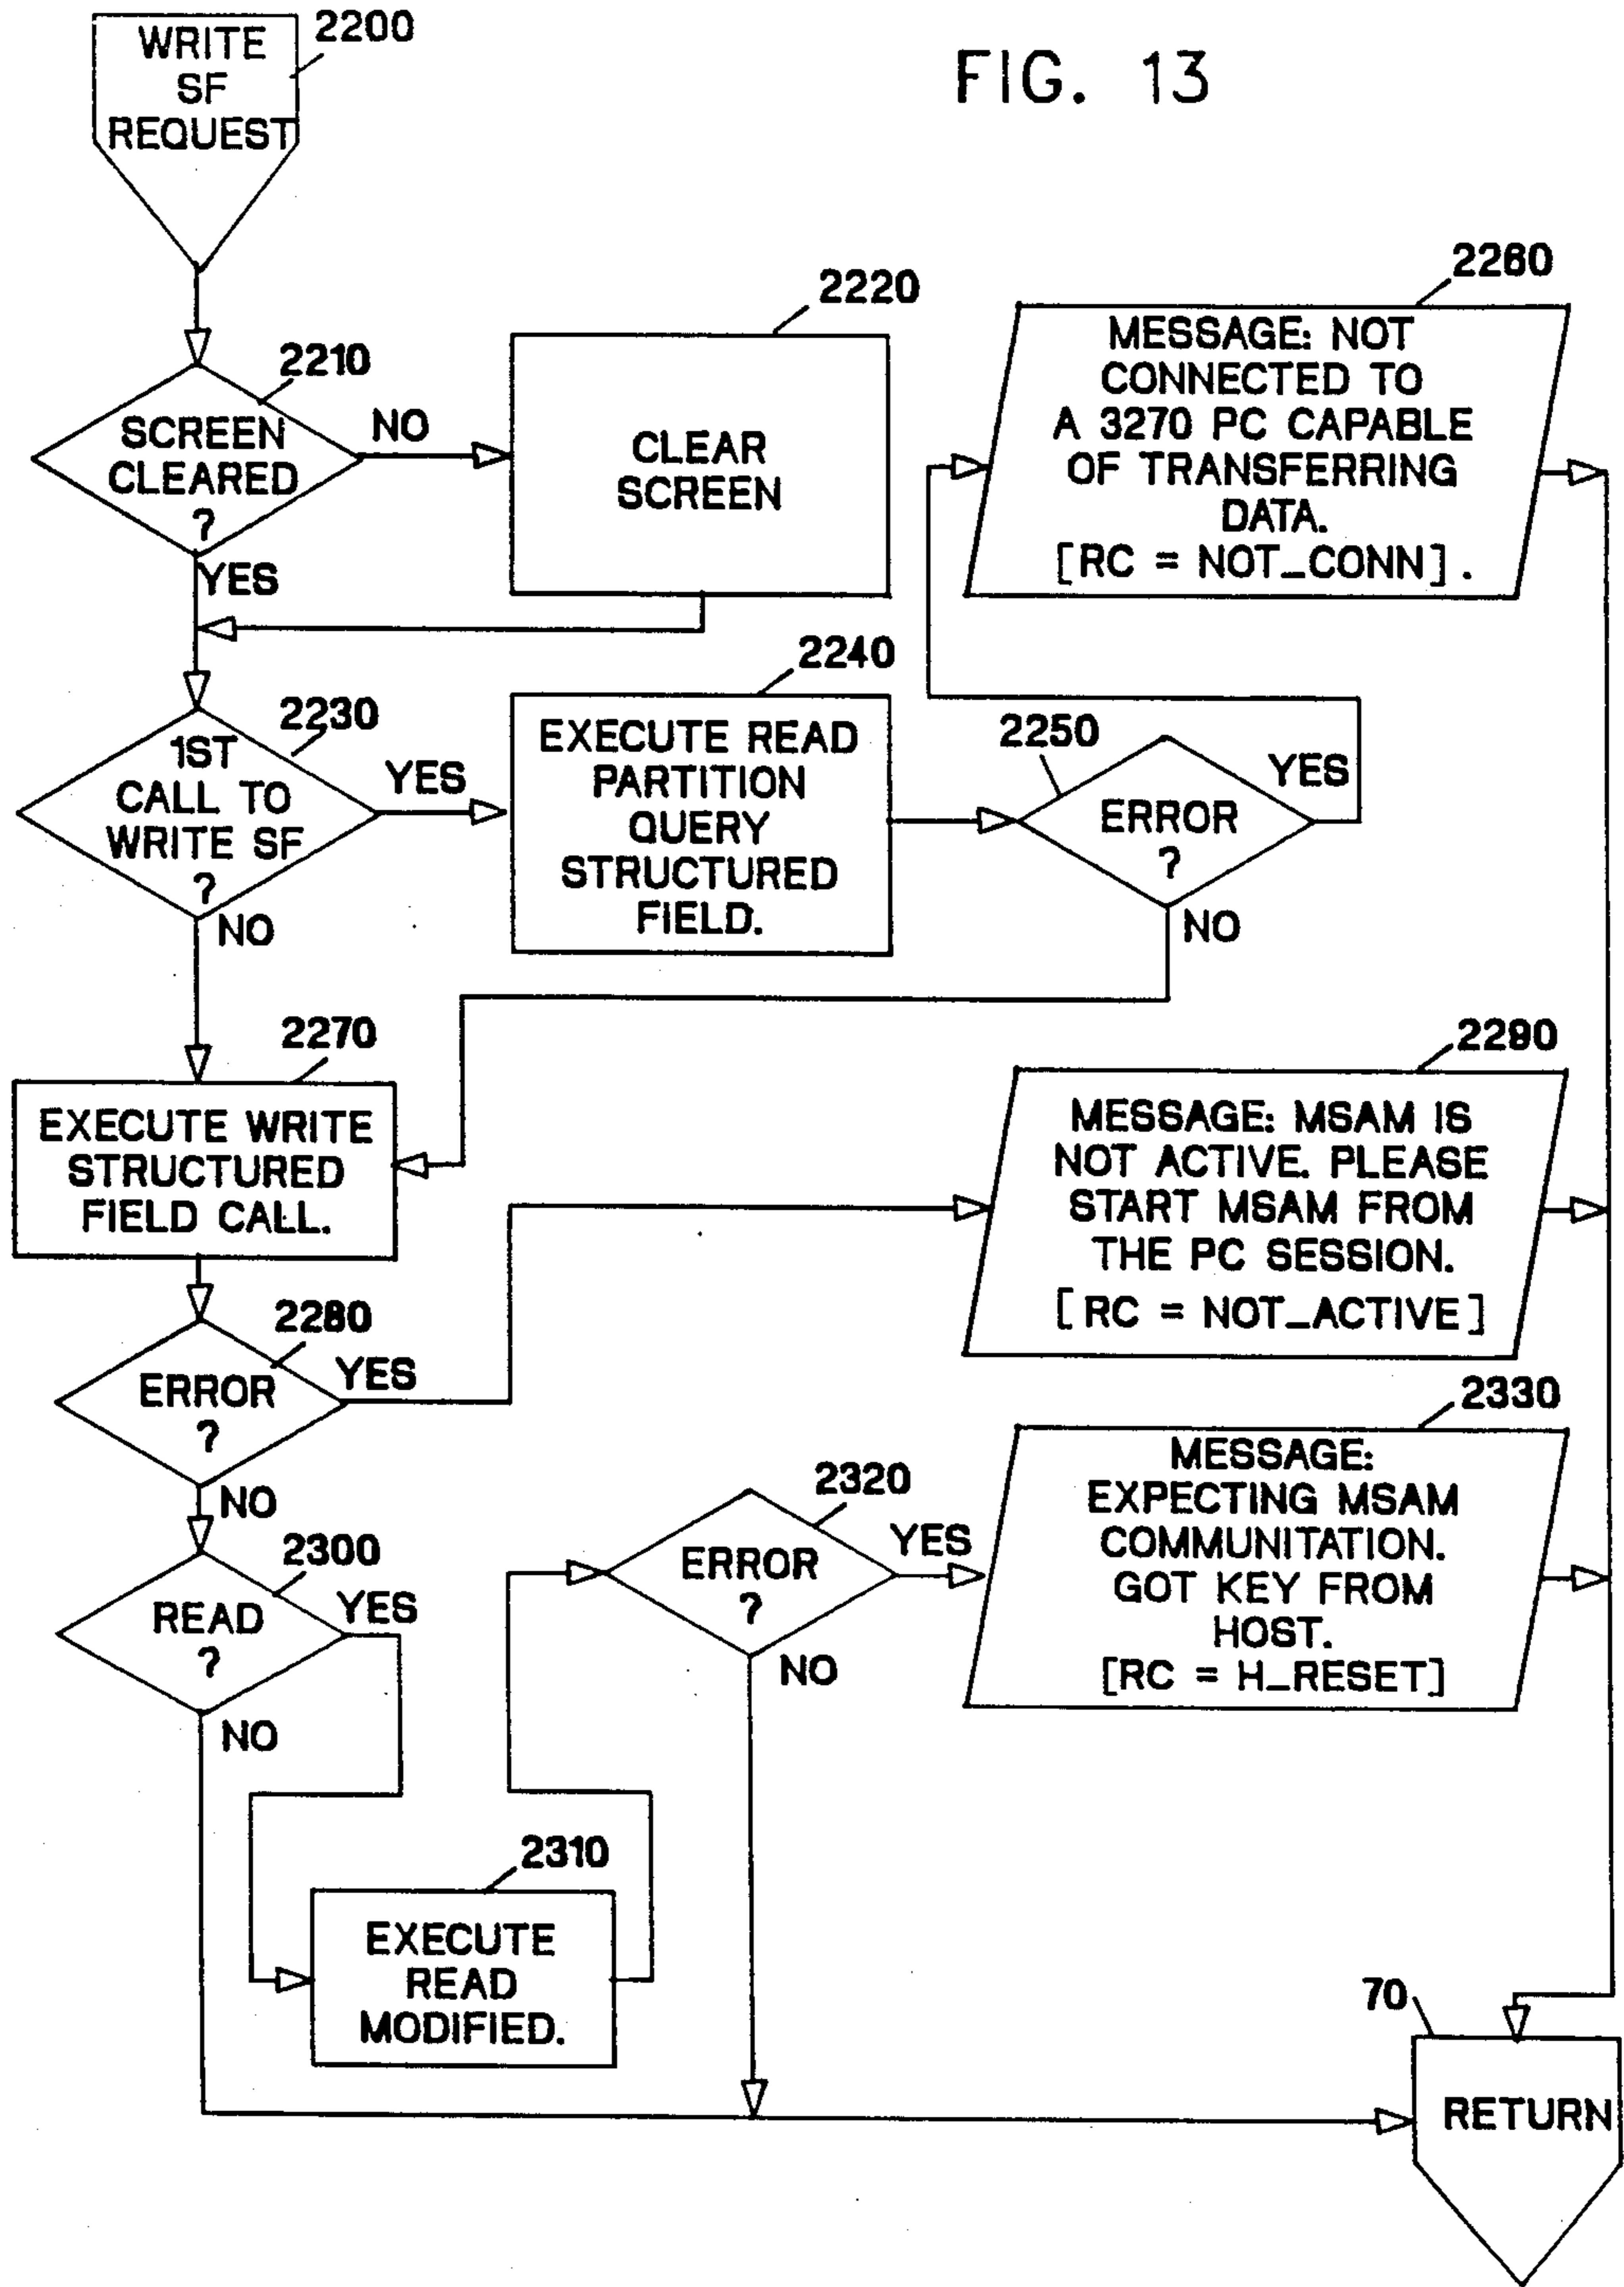 WRITE
SF
REQUEST
2200
FIG. 13
2210
SCREEN
CLEARED
?
NO
YES
2220
CLEAR
SCREEN
2230
1ST
CALL TO
WRITE SF
?
YES
NO
2240
EXECUTE READ
PARTITION
QUERY
STRUCTURED
FIELD.
2250
ERROR
?
YES
NO
2260
MESSAGE: NOT
CONNECTED TO
A 3270 PC CAPABLE
OF TRANSFERRING
DATA.
[RC = NOT_CONN] .
2270
EXECUTE WRITE
STRUCTURED
FIELD CALL.
2280
ERROR
?
YES
NO
2290
MESSAGE: MSAM IS
NOT ACTIVE. PLEASE
START MSAM FROM
THE PC SESSION.
[ RC = NOT_ACTIVE ]
2300
READ
?
YES
NO
2310
EXECUTE
READ
MODIFIED.
2320
ERROR
?
YES
NO
2330
MESSAGE:
EXPECTING MSAM
COMMUNITATION.
GOT KEY FROM
HOST.
[RC = H_RESET]
70
RETURN